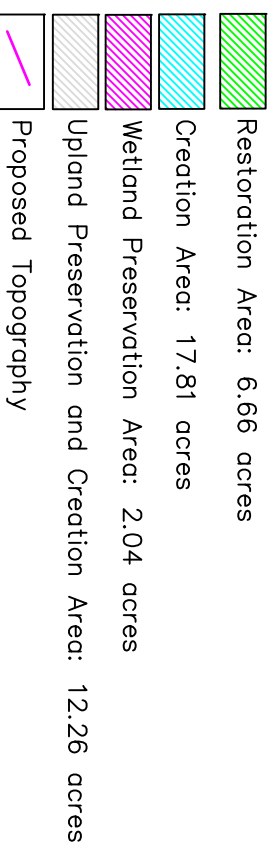 Restoration Area: 6.66 acres
Creation Area: 17.81 acres
Wetland Preservation Area: 2.04 acres
Upland Preservation and Creation Area: 12.26 acres
Proposed Topography